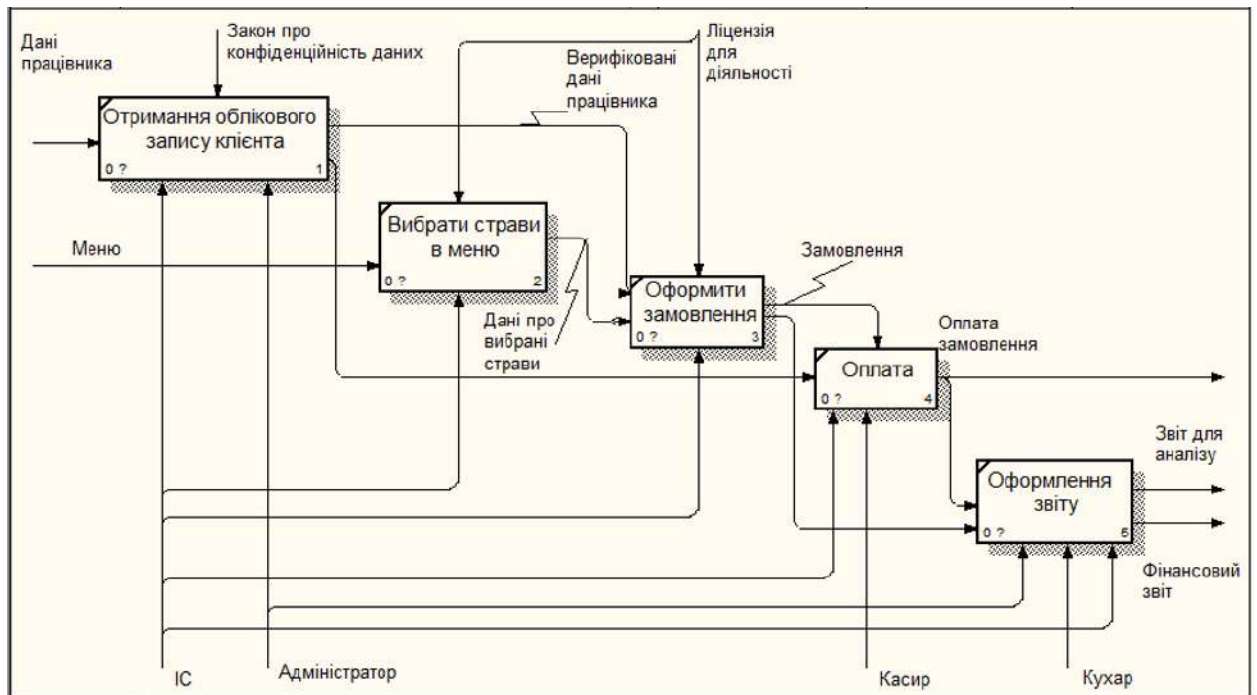 Дані
працівника
Закон про
конфіденційність даних
Ліцензія
для
діяльності
Верифіковані
дані
працівника
Отримання облікового
запису клієнта
0 ? 1
Меню
Вибрати страви
в меню
0 ? 2
Замовлення
Оформити
замовлення
0 ? 3
Дані про
вибрані
страви
Оплата
замовлення
Оплата
0 ? 4
Звіт для
аналізу
Оформлення
звіту
0 ? 5
Фінансовий
звіт
ІС
Адміністратор
Касир
Кухар